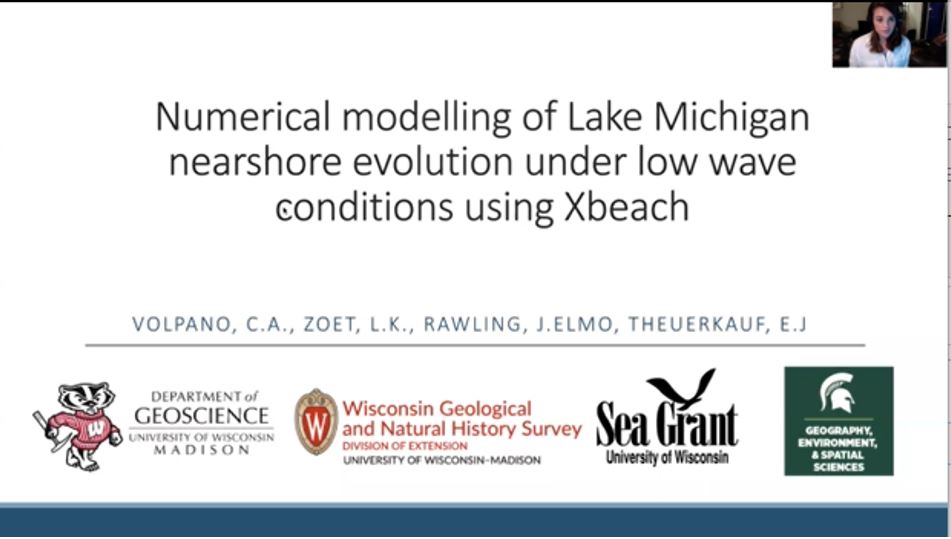 Numerical modelling of Lake Michigan
nearshore evolution under low wave
conditions using Xbeach
VOLPANO, C.A., ZOET, L.K., RAWLING, J.ELMO, THEUERKAUF, E.J
DEPARTMENT of
GEOSCIENCE
UNIVERSITY OF WISCONSIN
MADISON
W
W
Wisconsin Geological
and Natural History Survey
DIVISION OF EXTENSION
UNIVERSITY OF WISCONSIN–MADISON
Sea Grant
University of Wisconsin
GEOGRAPHY,
ENVIRONMENT,
& SPATIAL
SCIENCES